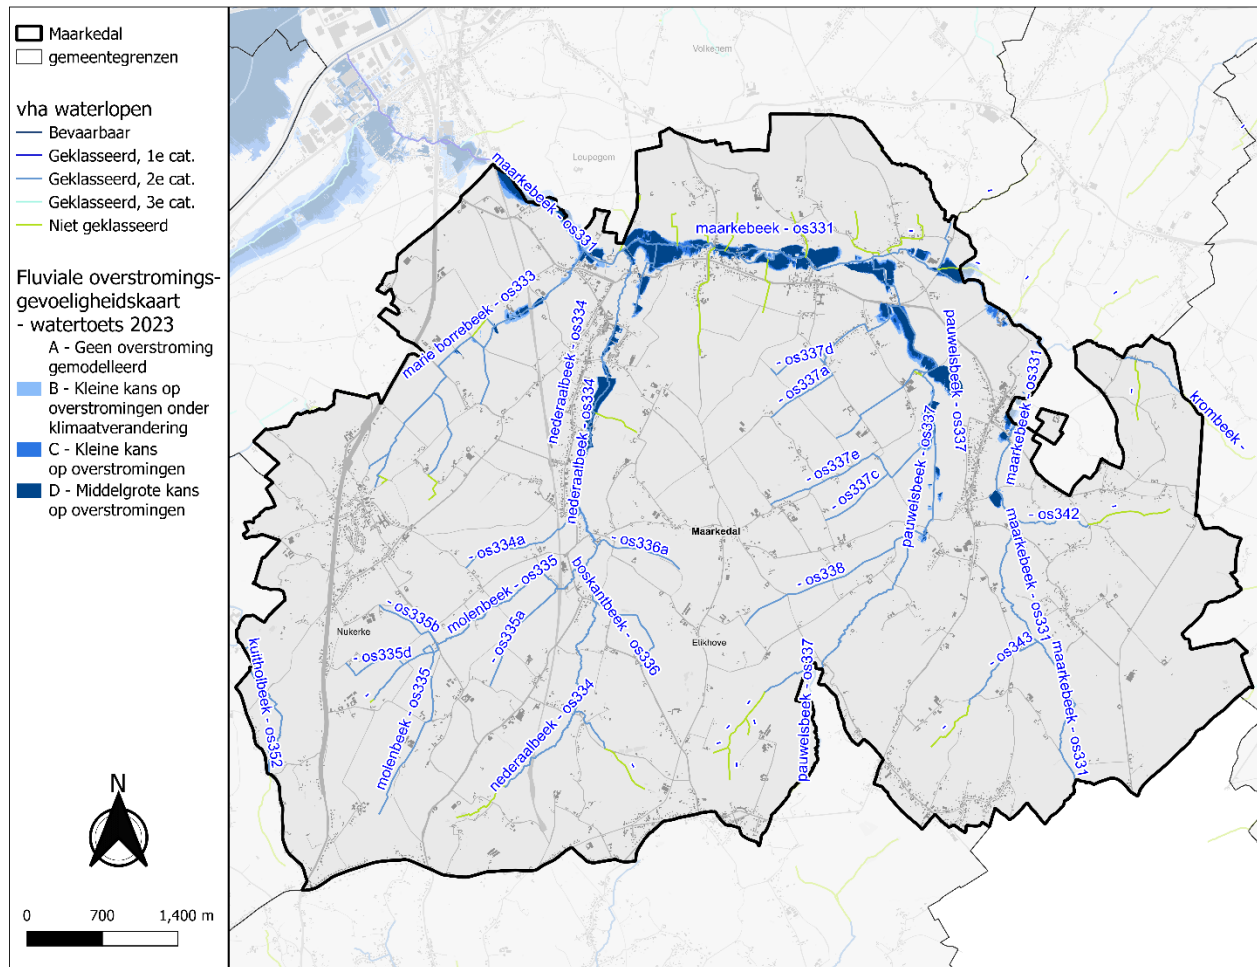 Maarkedal
gemeentegrenzen
vha waterlopen
Bevaarbaar
Geklasseerd, 1e cat.
Geklasseerd, 2e cat.
Geklasseerd, 3e cat.
Niet geklasseerd
Fluviale overstromings-
gevoeligheidskaart
- watertoets 2023
A - Geen overstroming
gemodelleerd
B - Kleine kans op
overstromingen onder
klimaatverandering
C - Kleine kans
op overstromingen
D - Middelgrote kans
op overstromingen
N
0 700 1,400 m
Volkegem
Loupogom
maarkebeek - os331
maarkebeek - os331
marie borrebeek - os333
nederaalbeek - os334
nederaalbeek - os334
- os337d
- os337a
pauwelsbeek - os337
pauwelsbeek - os337
maarkebeek - os331
krombeek -
- os337e
- os337c
- os342
Maarkedal
- os334a
- os336a
molenbeek - os335
boskantbeek - os336
- os338
maarkebeek - os331
- os335b
- os335a
Nukerke
- os335d
Etikhove
- os343
kuitholbeek - os352
molenbeek - os335
nederaalbeek - os334
pauwelsbeek - os337
maarkebeek - os331